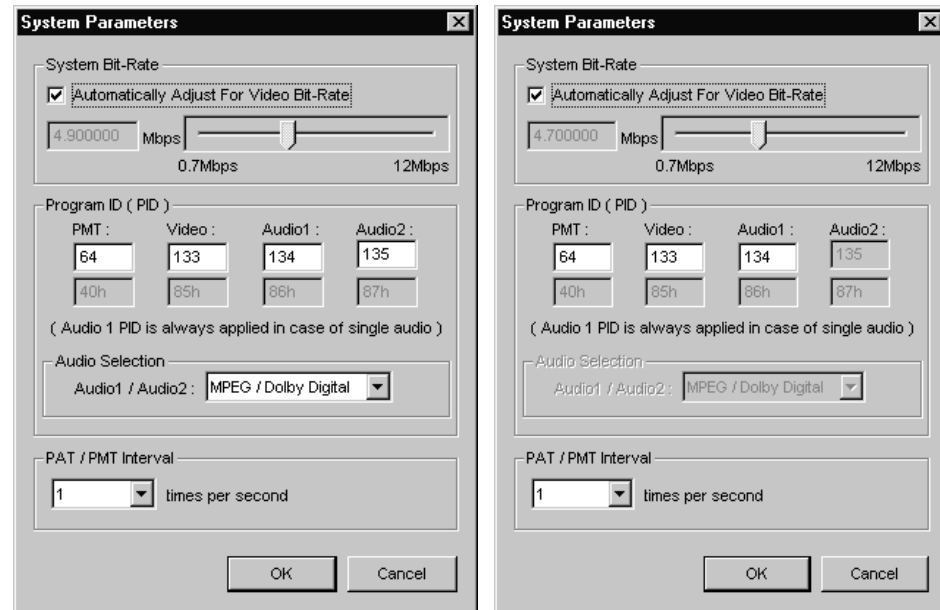 System Parameters
System Bit-Rate
Automatically Adjust For Video Bit-Rate
4.900000 Mbps
0.7Mbps 12Mbps
Program ID ( PID )
PMT : Video : Audio1 : Audio2 :
64 133 134 135
40h 85h 86h 87h
( Audio 1 PID is always applied in case of single audio )
Audio Selection
Audio1 / Audio2 : MPEG / Dolby Digital
PAT / PMT Interval
1 times per second
OK Cancel
System Parameters
System Bit-Rate
Automatically Adjust For Video Bit-Rate
4.700000 Mbps
0.7Mbps 12Mbps
Program ID ( PID )
PMT : Video : Audio1 : Audio2 :
64 133 134 135
40h 85h 86h 87h
( Audio 1 PID is always applied in case of single audio )
Audio Selection
Audio1 / Audio2 : MPEG / Dolby Digital
PAT / PMT Interval
1 times per second
OK Cancel